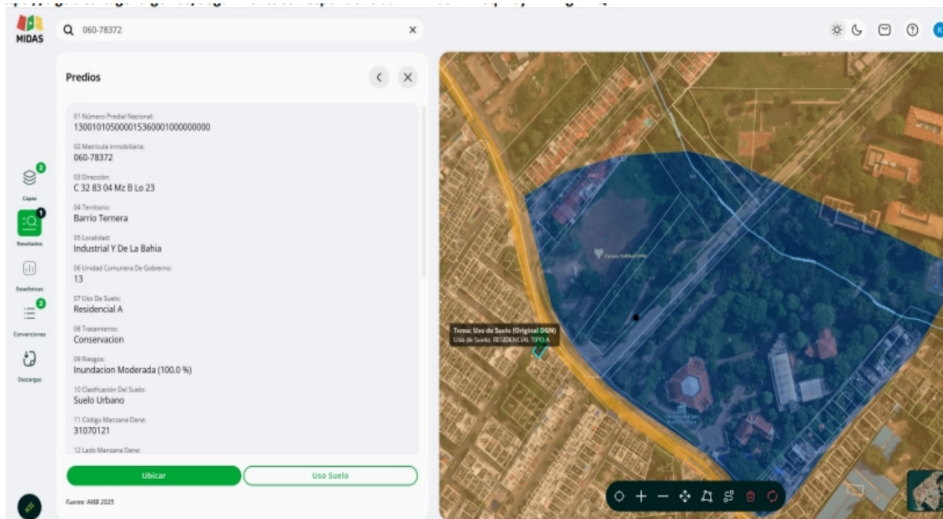 MIDAS
060-78372
Predios
01 Número Predial Nacional:
130010105000015360001000000000
02 Matrícula Inmobiliaria:
060-78372
03 Dirección:
C 32 83 04 Mz B Lo 23
04 Territorio:
Barrio Ternera
05 Localidad:
Industrial Y De La Bahia
06 Unidad Comunera De Gobierno:
13
07 Uso De Suelo:
Residencial A
08 Tratamiento:
Conservacion
09 Riesgos:
Inundacion Moderada (100.0 %)
10 Clasificación Del Suelo:
Suelo Urbano
11 Código Manzana Dane:
31070121
12 Lado Manzana Dane:
Ubicar
Uso Suelo
Fuente: AMB 2025
2
Capas
1
Resultados
Estadísticas
2
Convenciones
Descargas
Tema: Uso de Suelo (Original DGN)
Uso de Suelo: RESIDENCIAL TIPO A
K